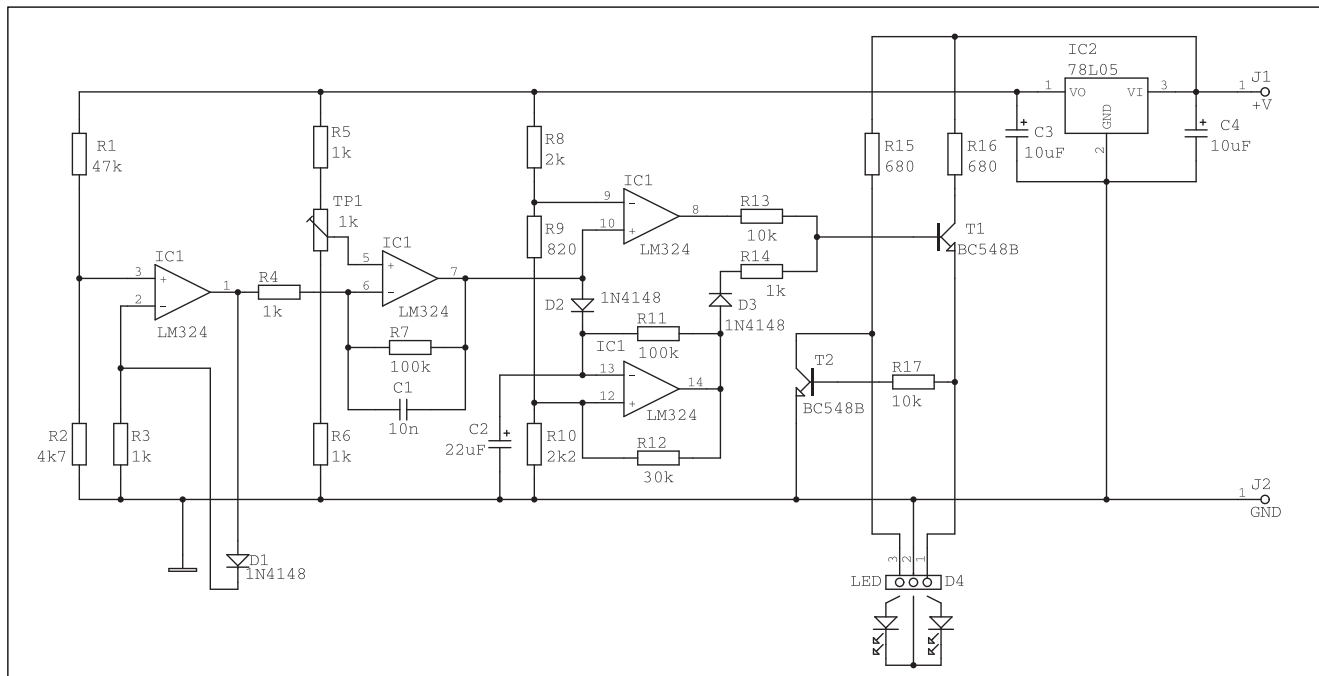 IC2
78L05
1
VO
VI
3
GND
2
1
J1
+V
C3
10uF
+
C4
10uF
+
R1
47k
R5
1k
R8
2k
R15
680
R16
680
TP1
1k
IC1
9
-
10
+
8
LM324
R9
820
R13
10k
T1
BC548B
IC1
3
+
2
-
1
LM324
R4
1k
IC1
5
+
6
-
7
LM324
R14
1k
D2
1N4148
D3
1N4148
R7
100k
C1
10n
R11
100k
IC1
13
-
12
+
14
LM324
T2
BC548B
R17
10k
R2
4k7
R3
1k
R6
1k
C2
22uF
+
R10
2k2
R12
30k
J2
1
GND
D1
1N4148
3
2
1
LED
D4